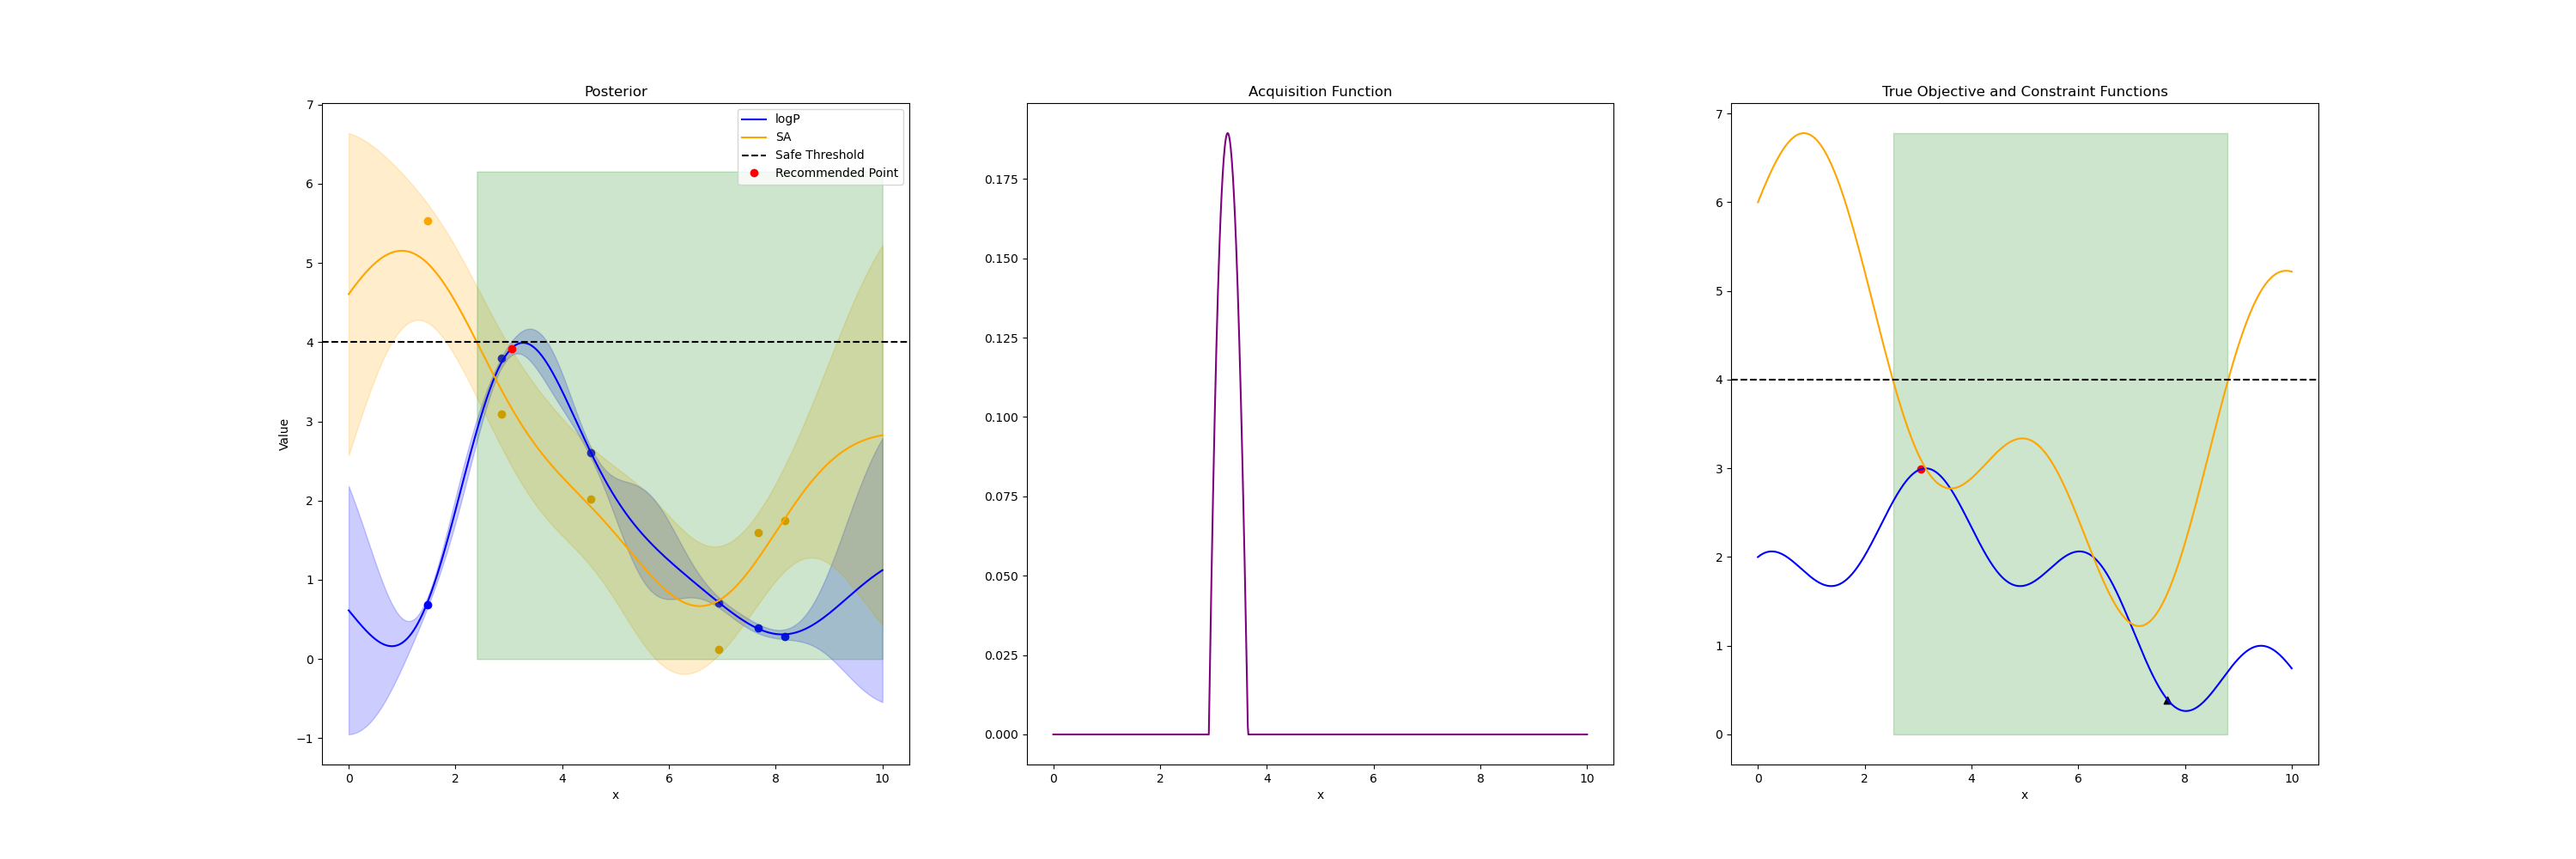 Posterior
7
6
5
4
3
2
1
0
−1
Value
0 2 4 6 8 10
x
logP
SA
Safe Threshold
Recommended Point
Acquisition Function
0.175
0.150
0.125
0.100
0.075
0.050
0.025
0.000
0 2 4 6 8 10
x
True Objective and Constraint Functions
7
6
5
4
3
2
1
0
0 2 4 6 8 10
x